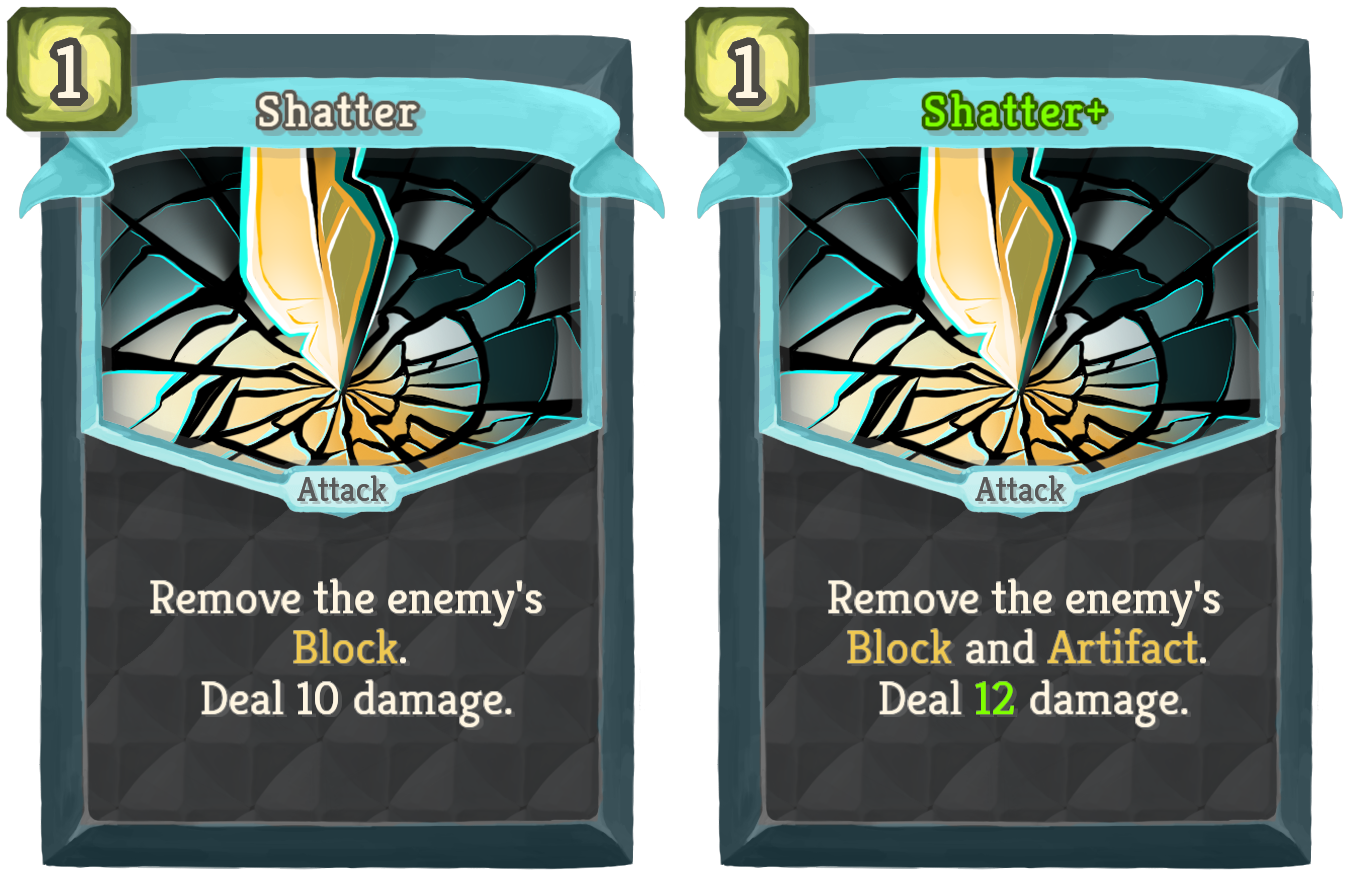 1
Shatter
Attack
Remove the enemy's
Block.
Deal 10 damage.
1
Shatter+
Attack
Remove the enemy's
Block and Artifact.
Deal 12 damage.